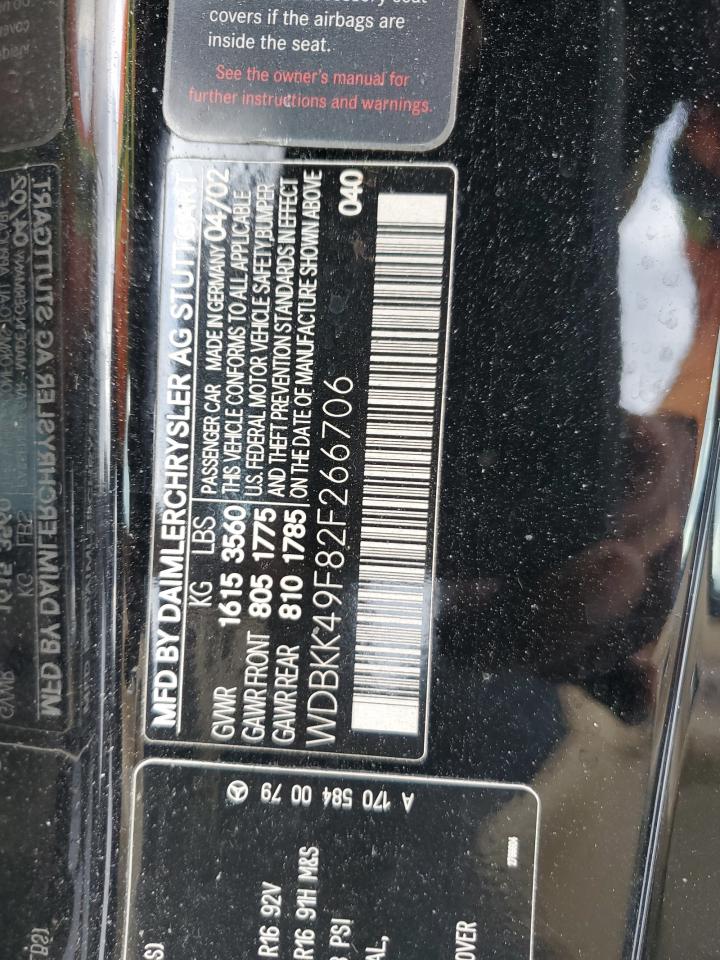 covers if the airbags are
inside the seat.
See the owner's manual for
further instructions and warnings.
MFD BY DAIMLERCHRYSLER AG STUTTGART
KG LBS PASSENGER CAR MADE IN GERMANY 04/02
GVWR 1615 3560 THIS VEHICLE CONFORMS TO ALL APPLICABLE
GAWR FRONT 805 1775 U.S. FEDERAL MOTOR VEHICLE SAFETY,BUMPER
GAWR REAR 810 1785 AND THEFT PREVENTION STANDARDS IN EFFECT
ON THE DATE OF MANUFACTURE SHOWN ABOVE
WDBKK49F82F266706 040
A 170 584 00 79
R16 92V
R16 91H M&S
PSI
OVER